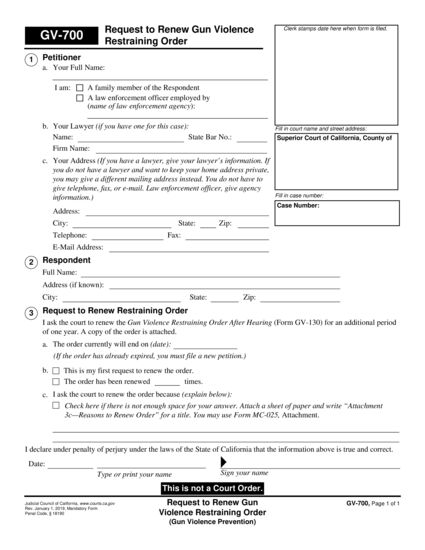 GV-700
Request to Renew Gun Violence
Restraining Order
Clerk stamps date here when form is filed.
1 Petitioner
a. Your Full Name:
I am: A family member of the Respondent
A law enforcement officer employed by
(name of law enforcement agency):
b. Your Lawyer (if you have one for this case):
Name: State Bar No.:
Firm Name:
Fill in court name and street address:
Superior Court of California, County of
c. Your Address (If you have a lawyer, give your lawyer's information. If
you do not have a lawyer and want to keep your home address private,
you may give a different mailing address instead. You do not have to
give telephone, fax, or e-mail. Law enforcement officer, give agency
information.)
Fill in case number:
Case Number:
Address:
City: State: Zip:
Telephone: Fax:
E-Mail Address:
2 Respondent
Full Name:
Address (if known):
City: State: Zip:
3 Request to Renew Restraining Order
I ask the court to renew the Gun Violence Restraining Order After Hearing (Form GV-130) for an additional period
of one year. A copy of the order is attached.
a. The order currently will end on (date):
(If the order has already expired, you must file a new petition.)
b. This is my first request to renew the order.
The order has been renewed times.
c. I ask the court to renew the order because (explain below):
Check here if there is not enough space for your answer. Attach a sheet of paper and write "Attachment
3c—Reasons to Renew Order" for a title. You may use Form MC-025, Attachment.
I declare under penalty of perjury under the laws of the State of California that the information above is true and correct.
Date:
Type or print your name
Sign your name
This is not a Court Order.
Judicial Council of California, www.courts.ca.gov
Rev. January 1, 2019, Mandatory Form
Penal Code, § 18190
Request to Renew Gun
Violence Restraining Order
(Gun Violence Prevention)
GV-700, Page 1 of 1